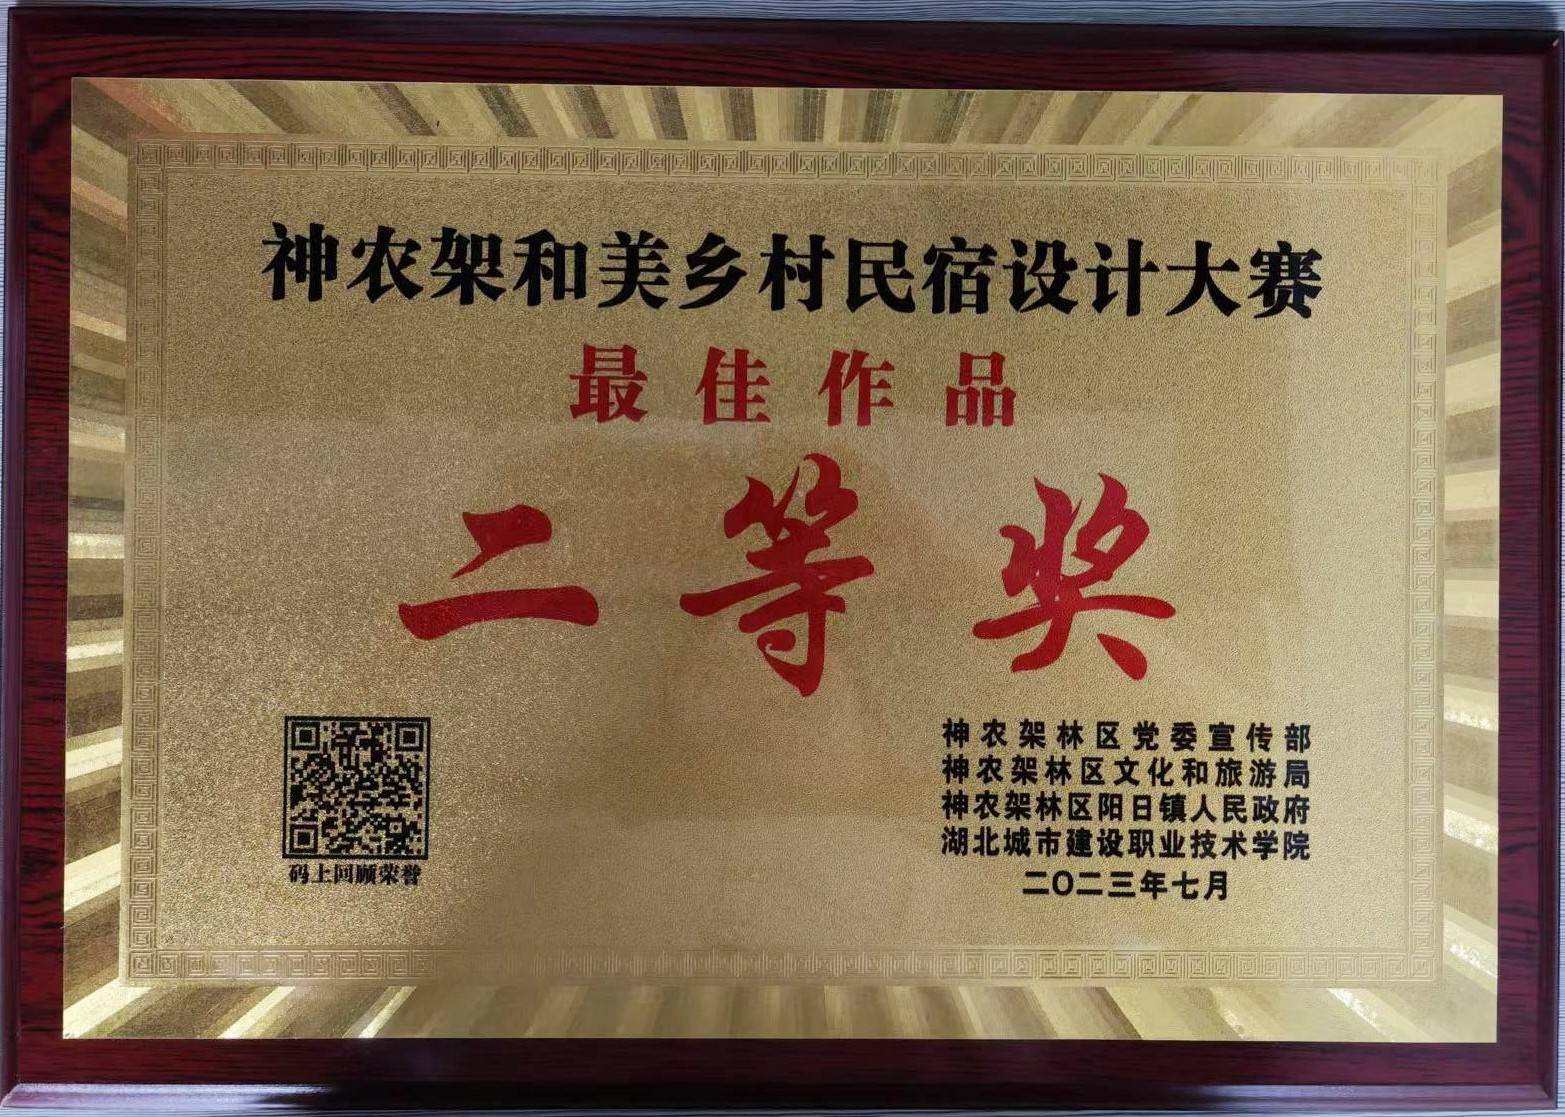 神农架和美乡村民宿设计大赛
最佳作品
二等奖
神农架林区党委宣传部
神农架林区文化和旅游局
神农架林区阳日镇人民政府
湖北城市建设职业技术学院
二〇二三年七月
码上回顾荣誉